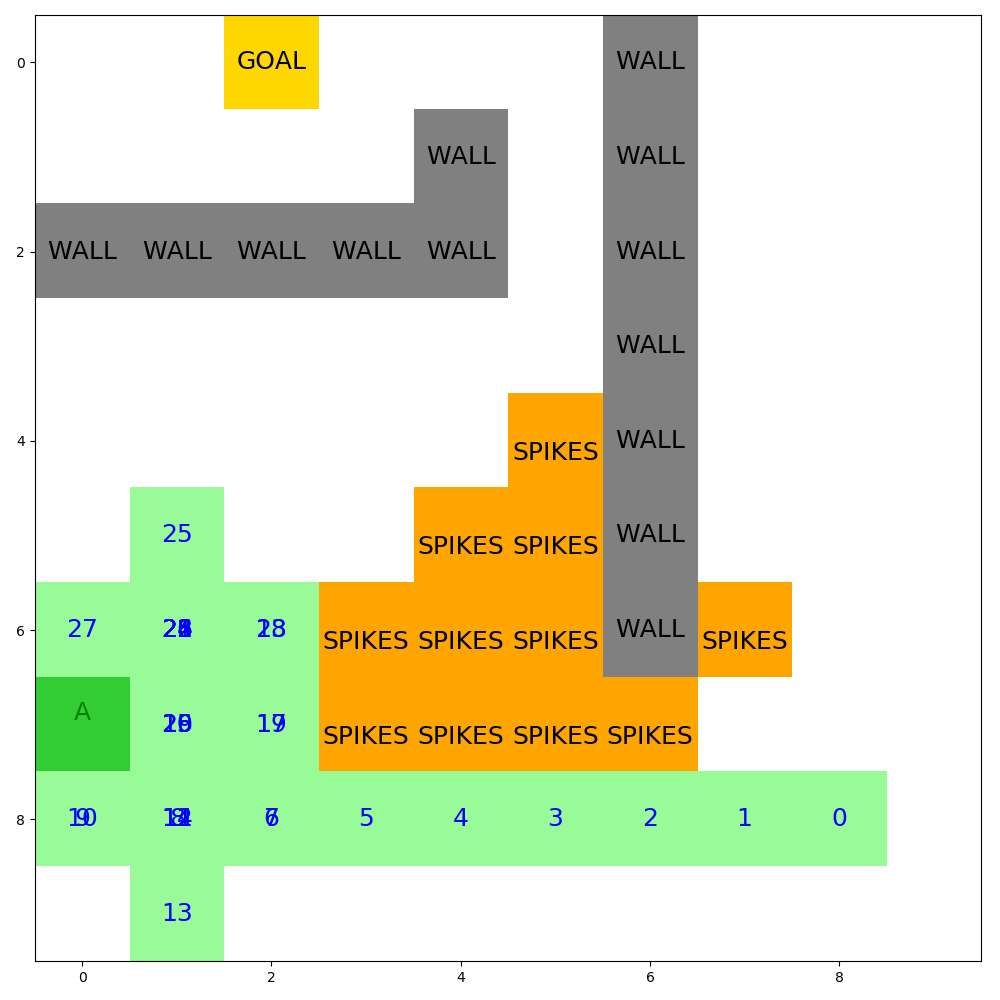 0 GOAL WALL
WALL WALL
2 WALL WALL WALL WALL WALL WALL
WALL
4 SPIKES WALL
25 SPIKES SPIKES WALL
6 27 SPIKES SPIKES SPIKES WALL SPIKES
A SPIKES SPIKES SPIKES SPIKES
8 5 4 3 2 1 0
13
0 2 4 6 8